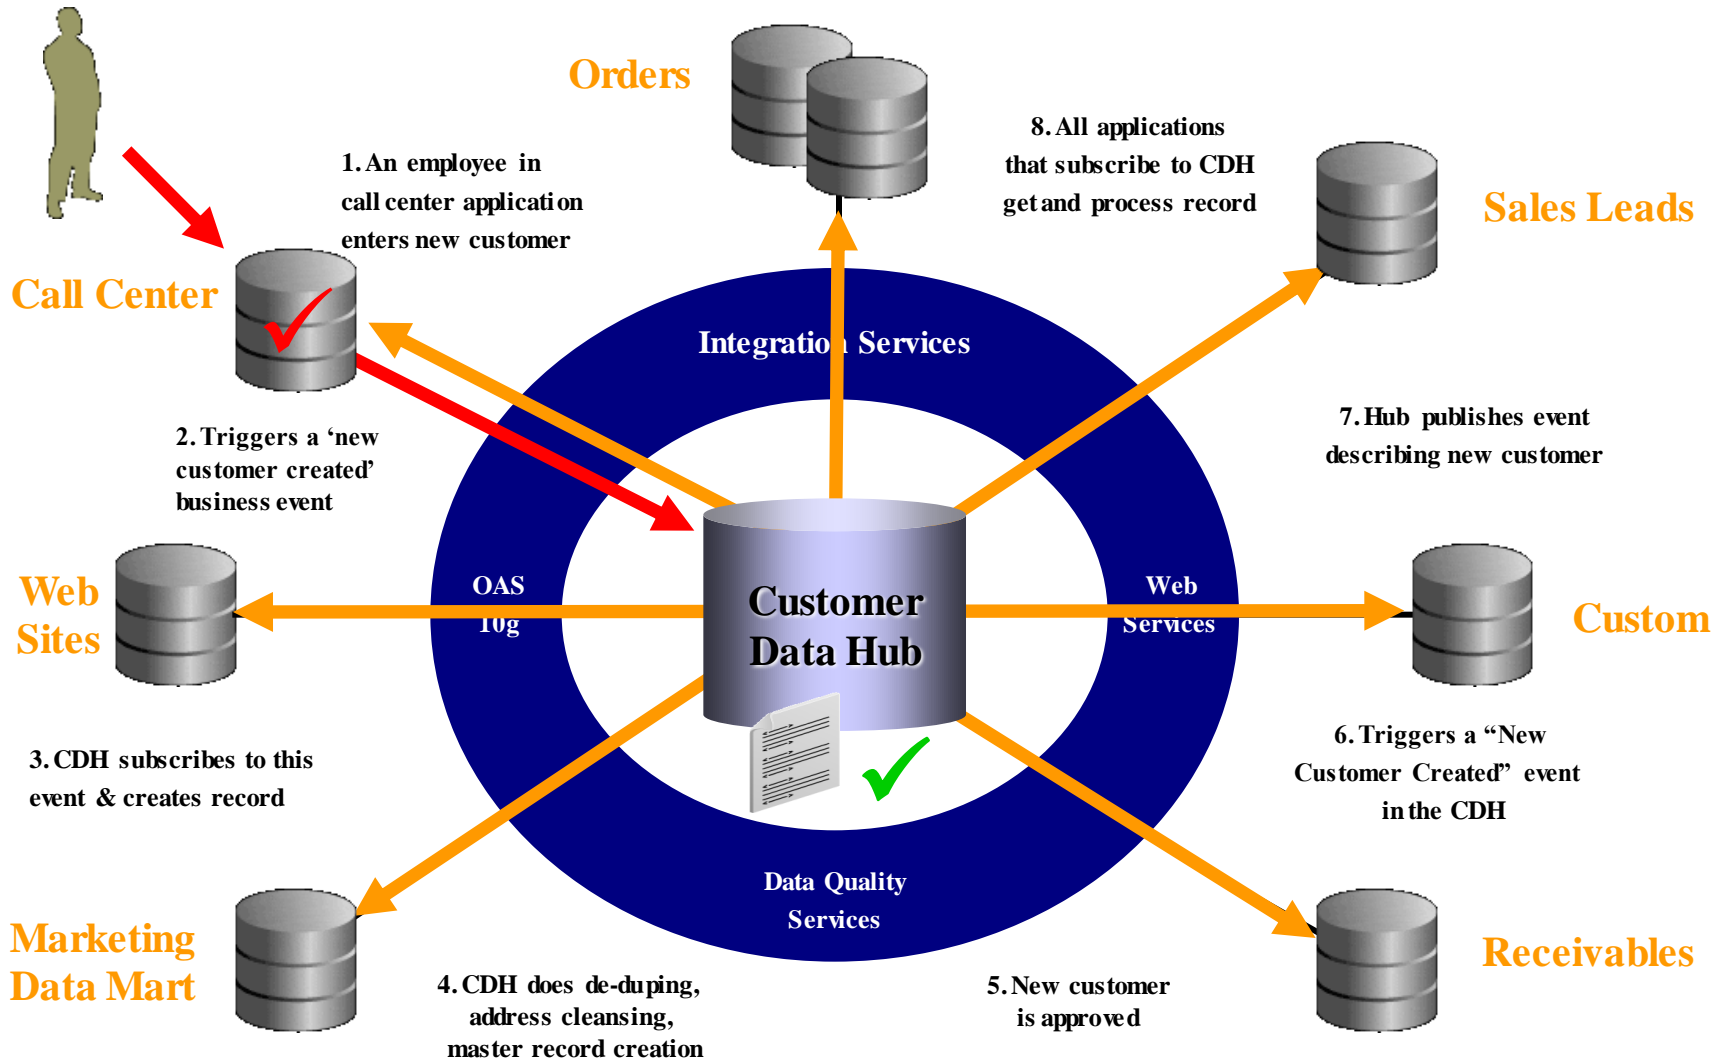 Orders
1. An employee in
call center application
enters new customer
8. All applications
that subscribe to CDH
get and process record
Sales Leads
Call Center
Integration Services
2. Triggers a ‘new
customer created’
business event
7. Hub publishes event
describing new customer
Web
Sites
OAS
10g
Customer
Data Hub
Web
Services
Custom
3. CDH subscribes to this
event & creates record
6. Triggers a “New
Customer Created” event
in the CDH
Data Quality
Services
Marketing
Data Mart
4. CDH does de-duping,
address cleansing,
master record creation
5. New customer
is approved
Receivables